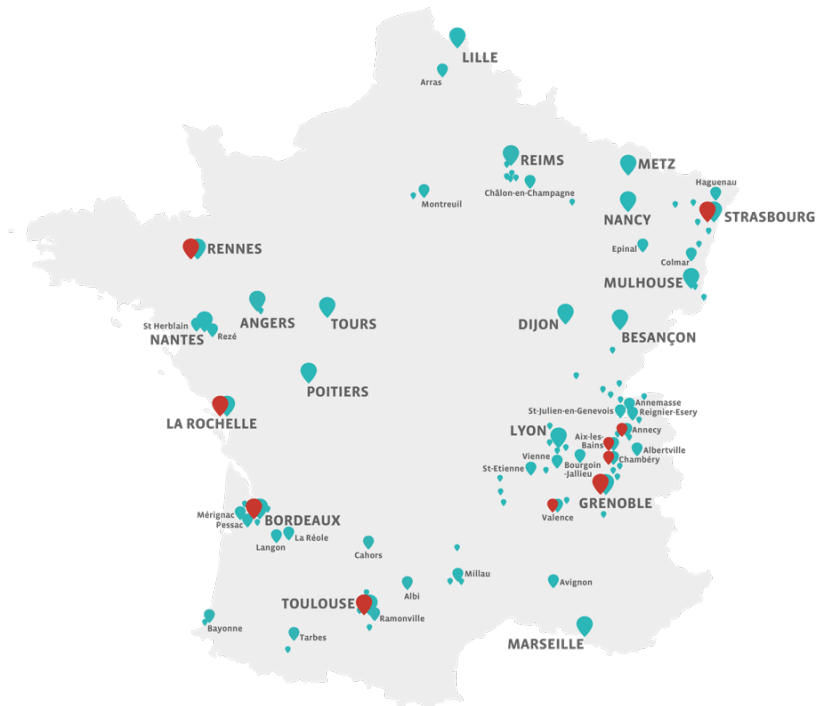 LILLE
Arras
REIMS
METZ
Châlon-en-Champagne
Haguenau
Montreuil
NANCY
STRASBOURG
RENNES
Epinal
Colmar
MULHOUSE
ANGERS
TOURS
St Herblain
Rezé
NANTES
DIJON
BESANÇON
POITIERS
LA ROCHELLE
Annemasse
St-Julien-en-Genevois
Reignier-Esery
LYON
Annecy
Aix-les-
Bains
Albertville
Vienne
Chambéry
St-Etienne
Bourgoin
-Jallieu
GRENOBLE
Valence
Mérignac
BORDEAUX
Pessac
La Réole
Langon
Cahors
Millau
Avignon
Albi
TOULOUSE
Ramonville
Bayonne
Tarbes
MARSEILLE